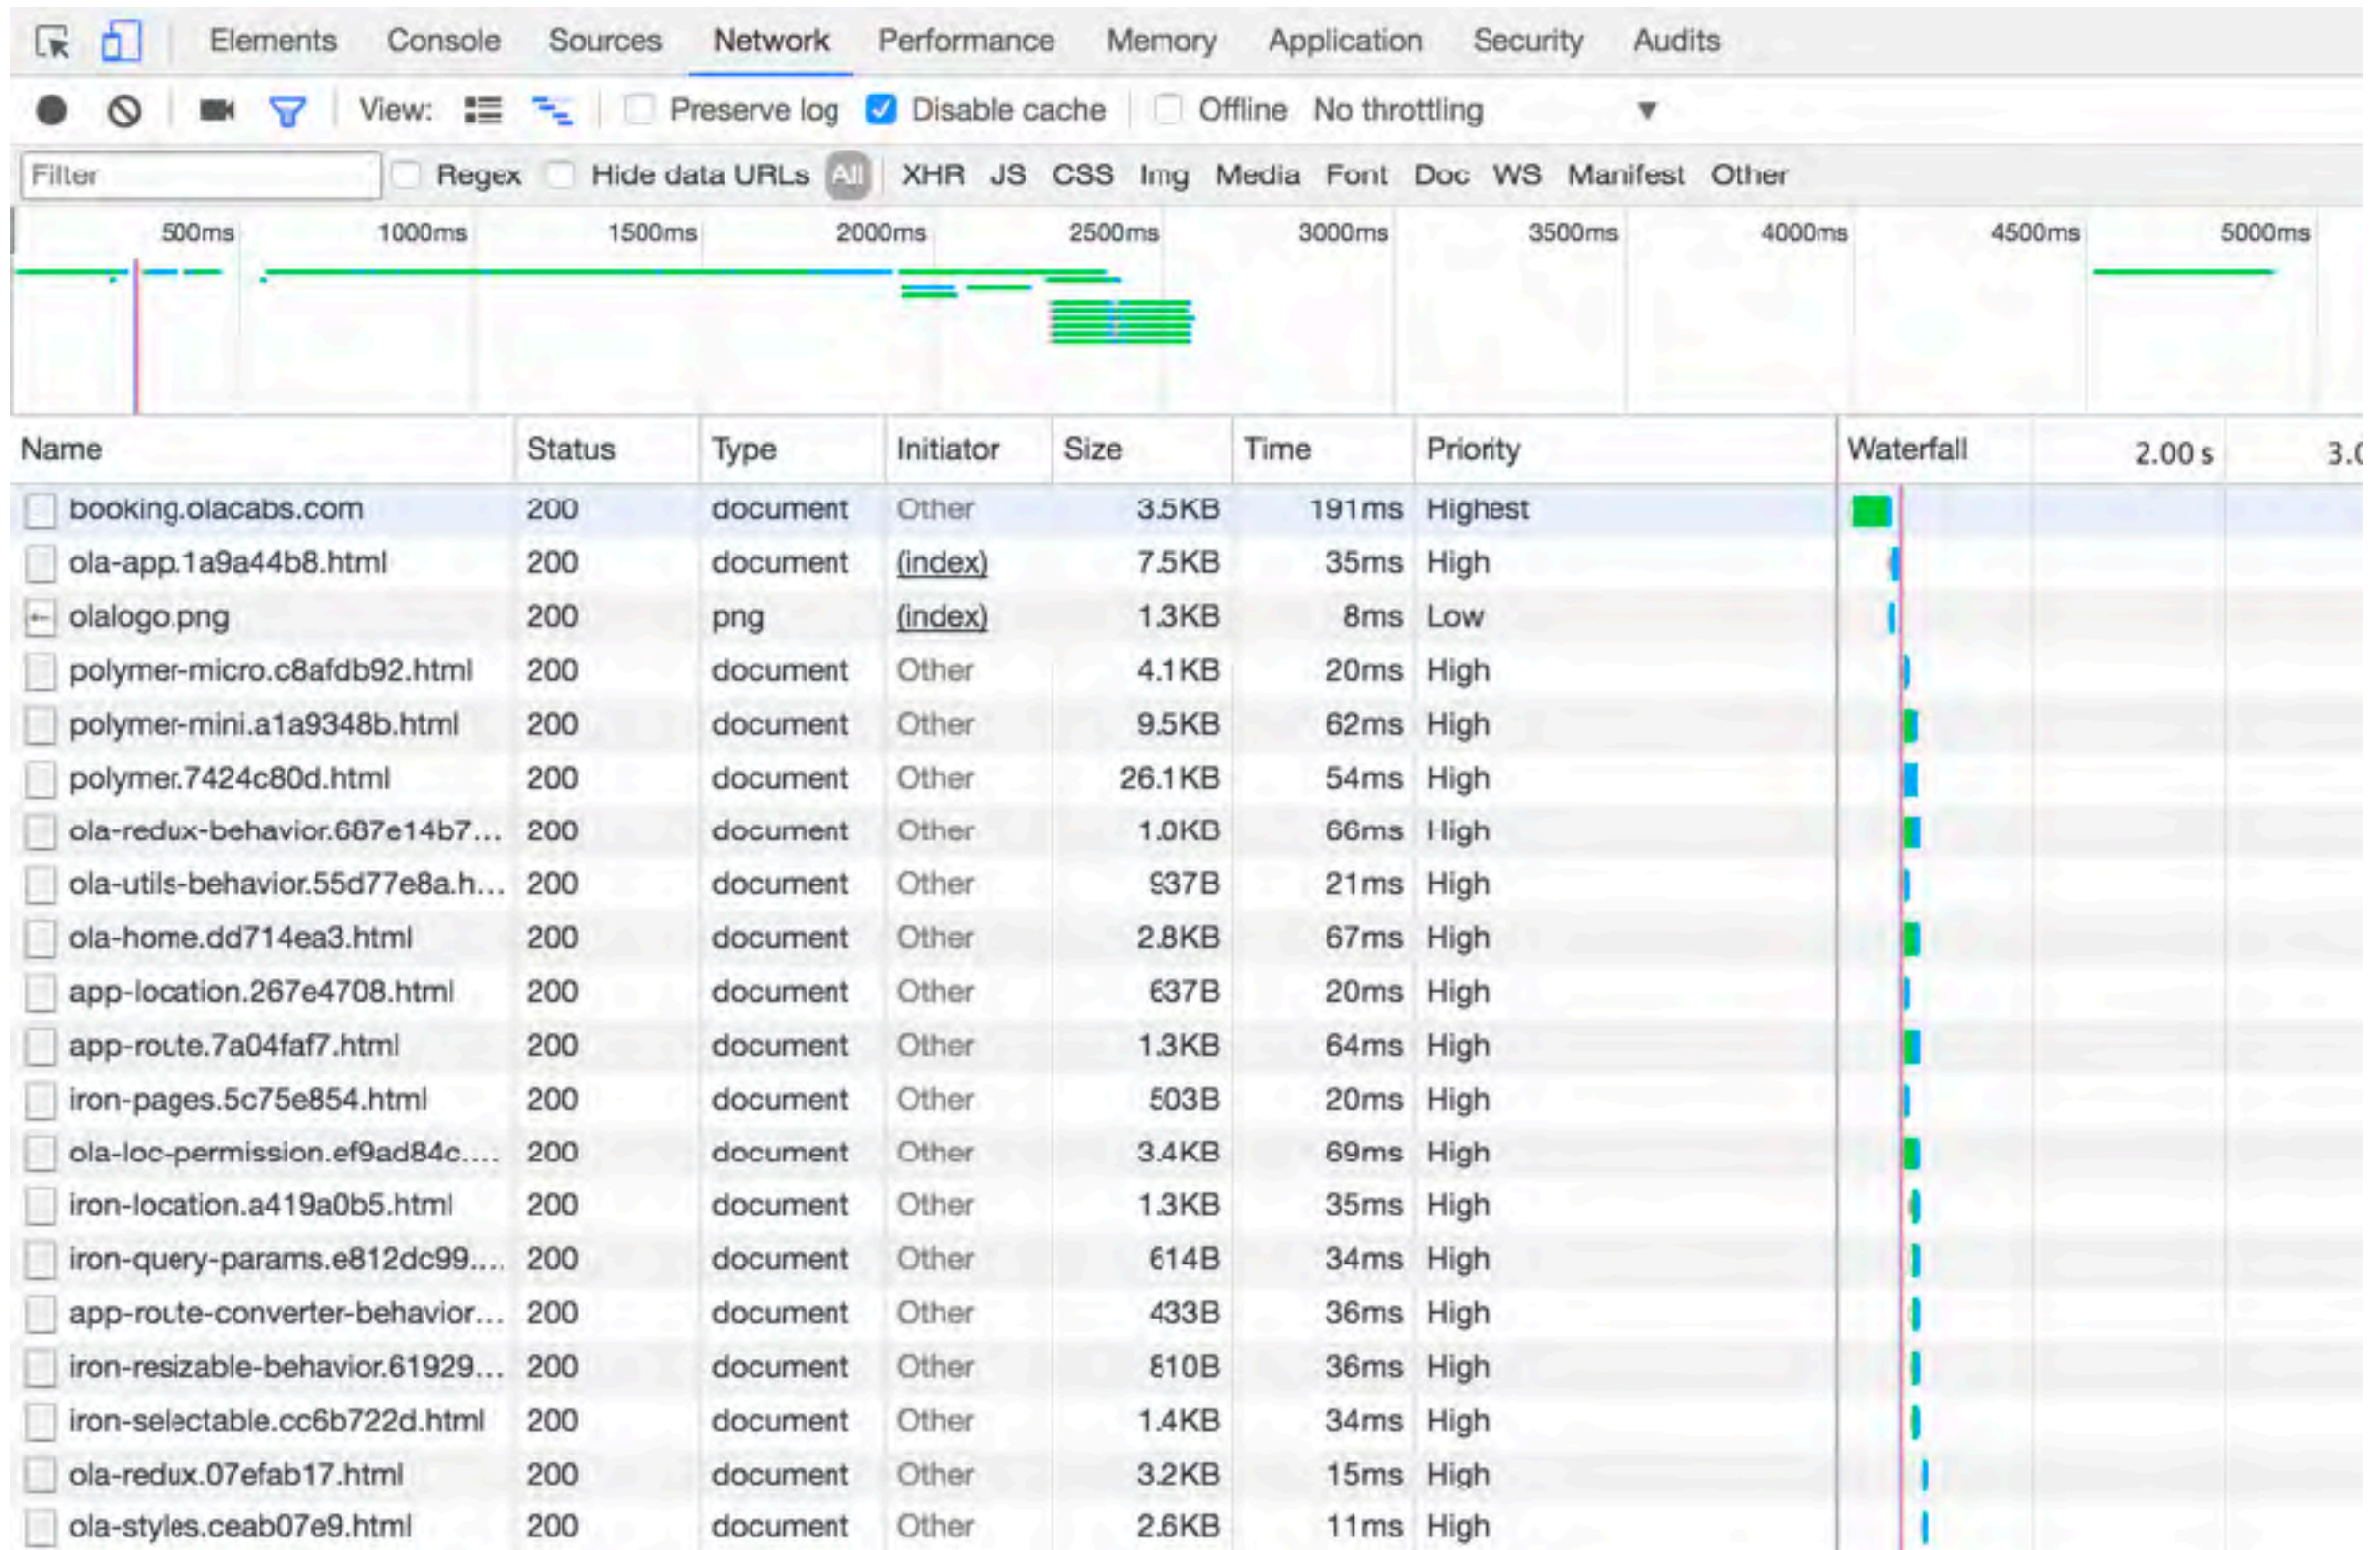 Elements Console Sources Network Performance Memory Application Security Audits
View: Preserve log Disable cache Offline No throttling
Filter Regex Hide data URLs All XHR JS CSS Img Media Font Doc WS Manifest Other
500ms 1000ms 1500ms 2000ms 2500ms 3000ms 3500ms 4000ms 4500ms 5000ms
Name Status Type Initiator Size Time Priority Waterfall 2.00 s 3.0
booking.olacabs.com 200 document Other 3.5KB 191ms Highest
ola-app.1a9a44b8.html 200 document (index) 7.5KB 35ms High
olalogo.png 200 png (index) 1.3KB 8ms Low
polymer-micro.c8afdb92.html 200 document Other 4.1KB 20ms High
polymer-mini.a1a9348b.html 200 document Other 9.5KB 62ms High
polymer.7424c80d.html 200 document Other 26.1KB 54ms High
ola-redux-behavior.687e14b7... 200 document Other 1.0KB 66ms High
ola-utils-behavior.55d77e8a.h... 200 document Other 937B 21ms High
ola-home.dd714ea3.html 200 document Other 2.8KB 67ms High
app-location.267e4708.html 200 document Other 637B 20ms High
app-route.7a04faf7.html 200 document Other 1.3KB 64ms High
iron-pages.5c75e854.html 200 document Other 503B 20ms High
ola-loc-permission.ef9ad84c.... 200 document Other 3.4KB 69ms High
iron-location.a419a0b5.html 200 document Other 1.3KB 35ms High
iron-query-params.e812dc99.... 200 document Other 614B 34ms High
app-route-converter-behavior... 200 document Other 433B 36ms High
iron-resizable-behavior.61929... 200 document Other 810B 36ms High
iron-selectable.cc6b722d.html 200 document Other 1.4KB 34ms High
ola-redux.07efab17.html 200 document Other 3.2KB 15ms High
ola-styles.ceab07e9.html 200 document Other 2.6KB 11ms High